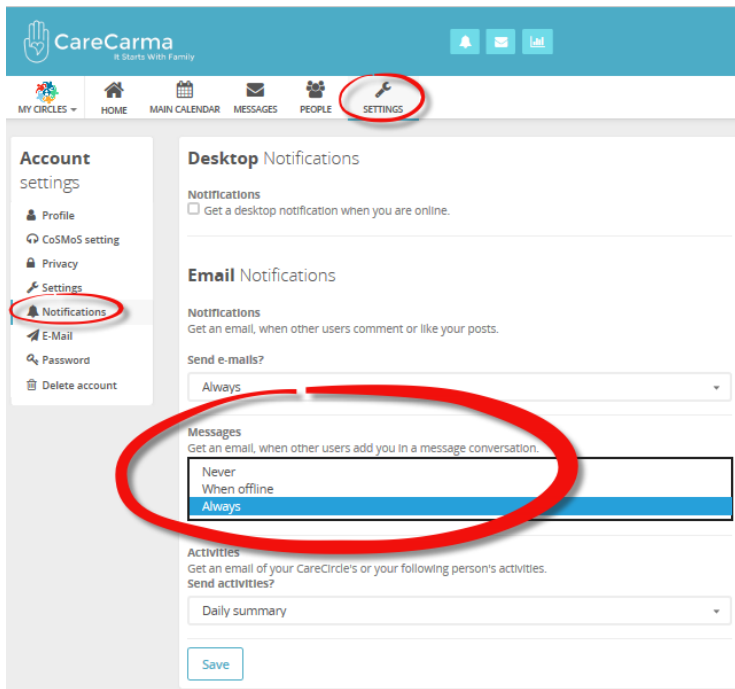 CareCarma
It Starts With Family
MY CIRCLES
HOME
MAIN CALENDAR
MESSAGES
PEOPLE
SETTINGS
Account
settings
Profile
CoSMoS setting
Privacy
Settings
Notifications
E-Mail
Password
Delete account
Desktop Notifications
Notifications
Get a desktop notification when you are online.
Email Notifications
Notifications
Get an email, when other users comment or like your posts.
Send e-mails?
Always
Messages
Get an email, when other users add you in a message conversation.
Never
When offline
Always
Activities
Get an email of your CareCircle's or your following person's activities.
Send activities?
Daily summary
Save